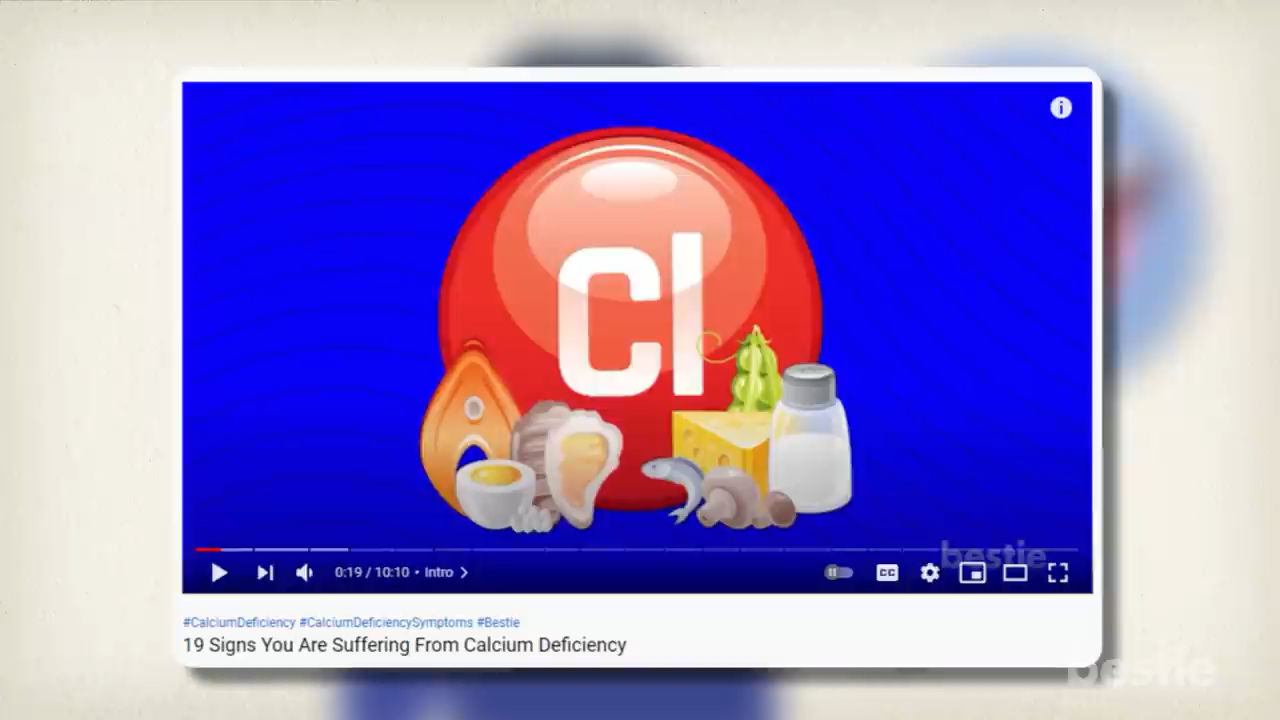 Cl
bestie
0:19 / 10:10 • Intro >
CC
#CalciumDeficiency #CalciumDeficiencySymptoms #Bestie
19 Signs You Are Suffering From Calcium Deficiency
bestie